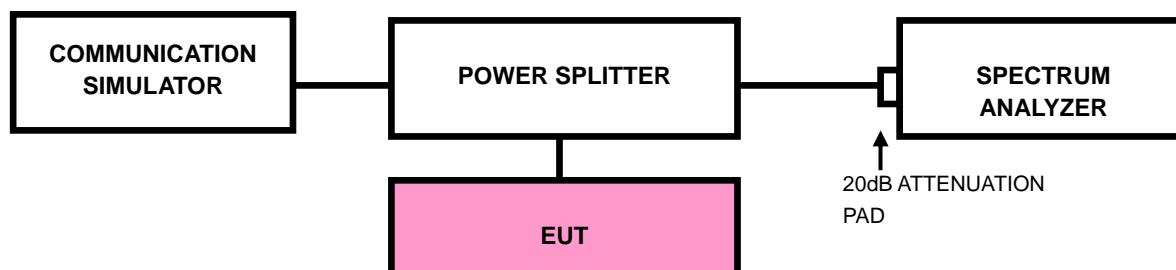 COMMUNICATION
SIMULATOR
POWER SPLITTER
SPECTRUM
ANALYZER
20dB ATTENUATION
PAD
EUT